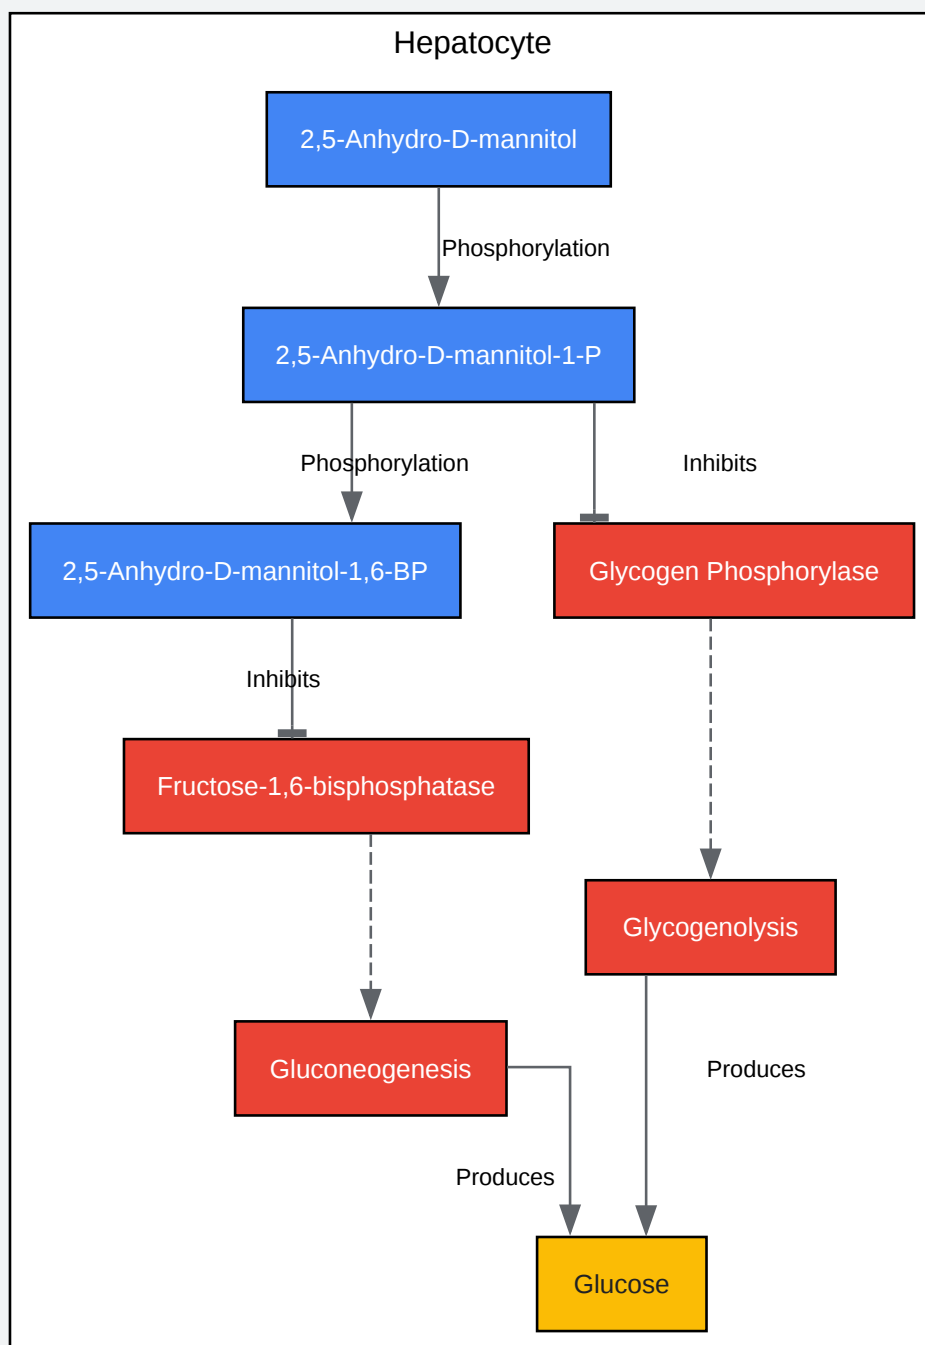 Hepatocyte
2,5-Anhydro-D-mannitol
Phosphorylation
2,5-Anhydro-D-mannitol-1-P
Phosphorylation
Inhibits
2,5-Anhydro-D-mannitol-1,6-BP
Glycogen Phosphorylase
Inhibits
Fructose-1,6-bisphosphatase
Glycogenolysis
Gluconeogenesis
Produces
Produces
Glucose